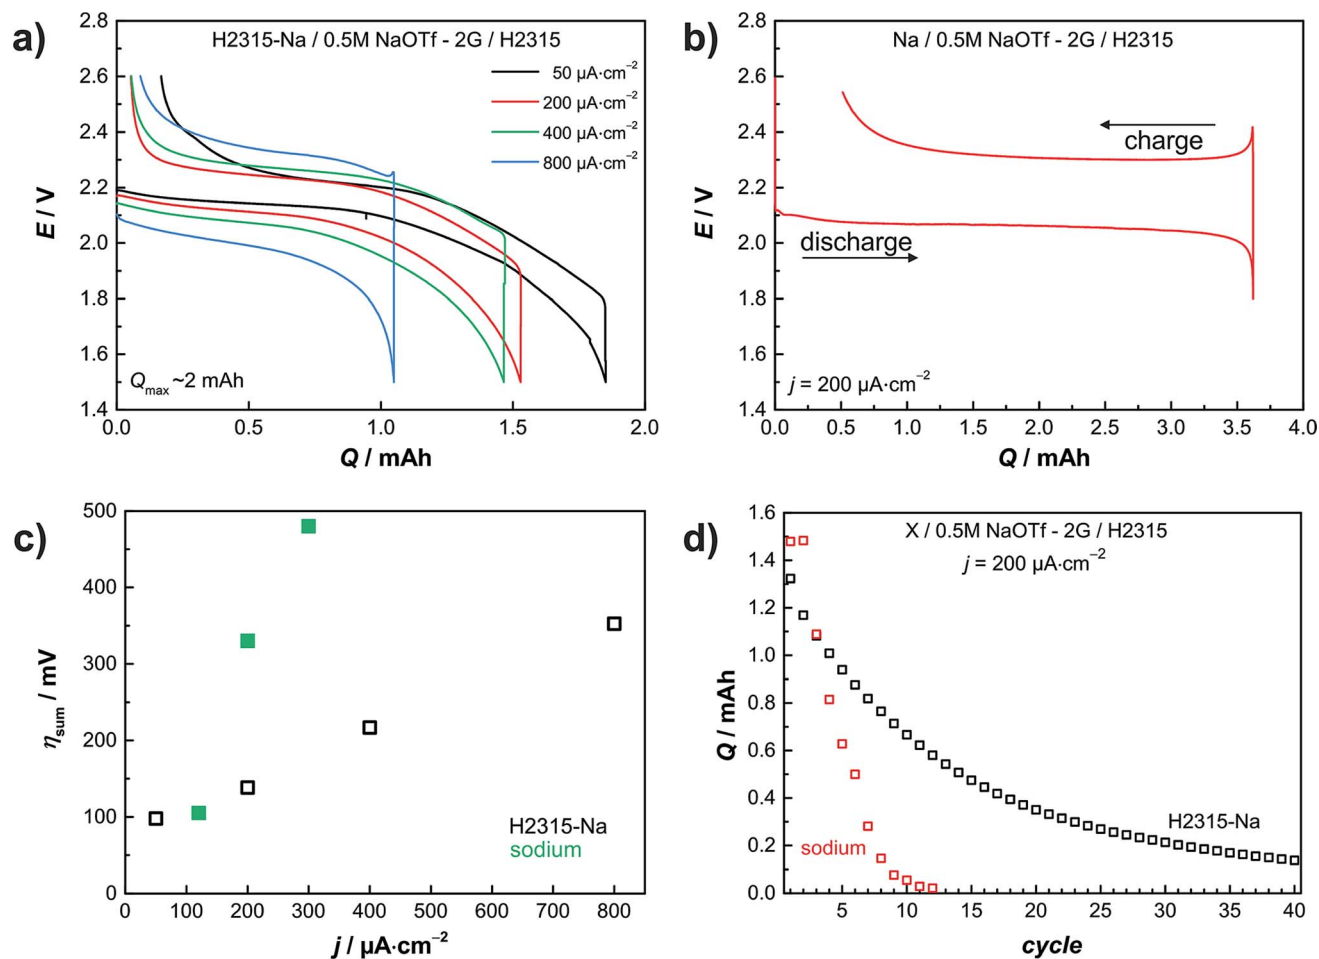 a)
H2315-Na / 0.5M NaOTf - 2G / H2315
50 µA·cm⁻²
200 µA·cm⁻²
400 µA·cm⁻²
800 µA·cm⁻²
E / V
2.8
2.6
2.4
2.2
2.0
1.8
1.6
1.4
Qmax ~2 mAh
0.0 0.5 1.0 1.5 2.0
Q / mAh
b)
Na / 0.5M NaOTf - 2G / H2315
E / V
2.8
2.6
2.4
2.2
2.0
1.8
1.6
1.4
charge
discharge
j = 200 µA·cm⁻²
0.0 0.5 1.0 1.5 2.0 2.5 3.0 3.5 4.0
Q / mAh
c)
ηsum / mV
500
400
300
200
100
0
H2315-Na
sodium
0 100 200 300 400 500 600 700 800
j / µA·cm⁻²
d)
X / 0.5M NaOTf - 2G / H2315
j = 200 µA·cm⁻²
Q / mAh
1.6
1.4
1.2
1.0
0.8
0.6
0.4
0.2
0.0
H2315-Na
sodium
5 10 15 20 25 30 35 40
cycle